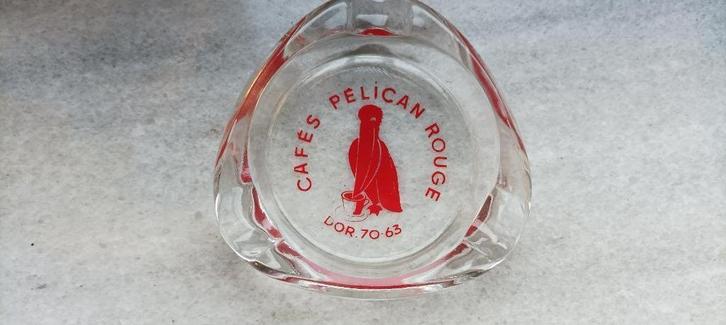 CAFÉS PÉLiCAN ROUGE
DOR. 70-63